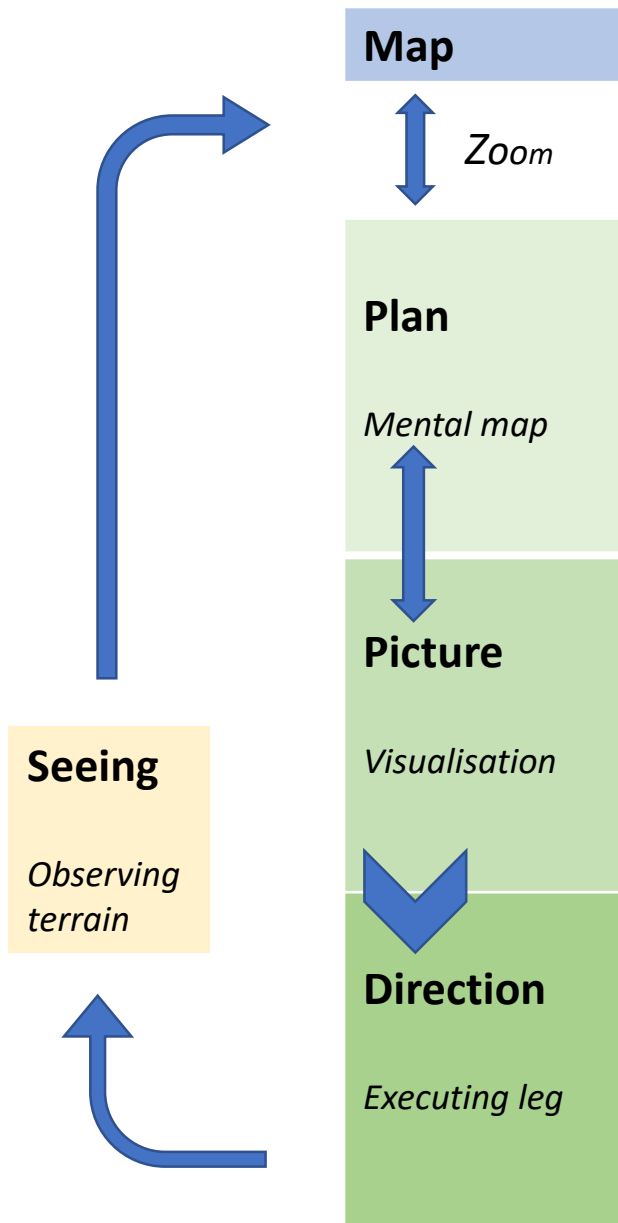 Map
Zoom
Plan
Mental map
Picture
Visualisation
Seeing
Observing
terrain
Direction
Executing leg